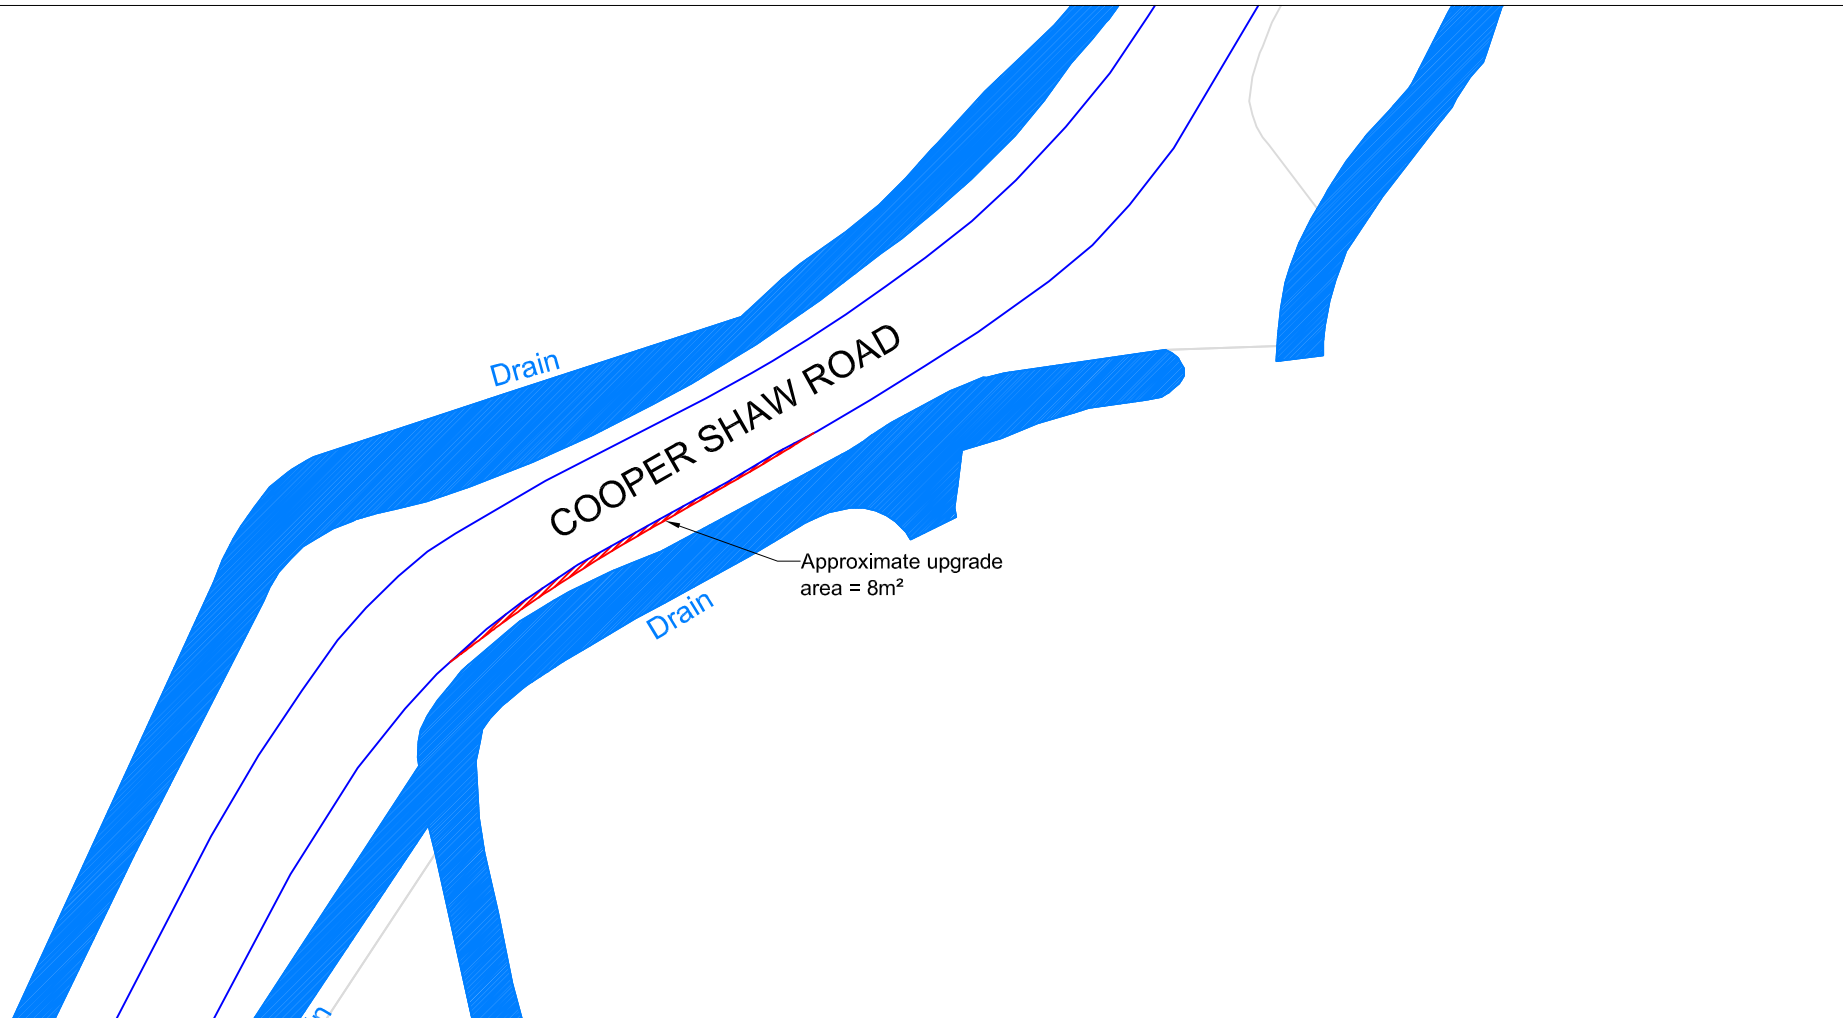 Drain
COOPER SHAW ROAD
Approximate upgrade
area = 8m²
Drain